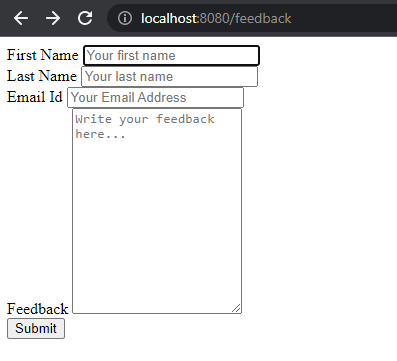 localhost:8080/feedback
First Name Your first name
Last Name Your last name
Email Id Your Email Address
Write your feedback
here...
Feedback
Submit